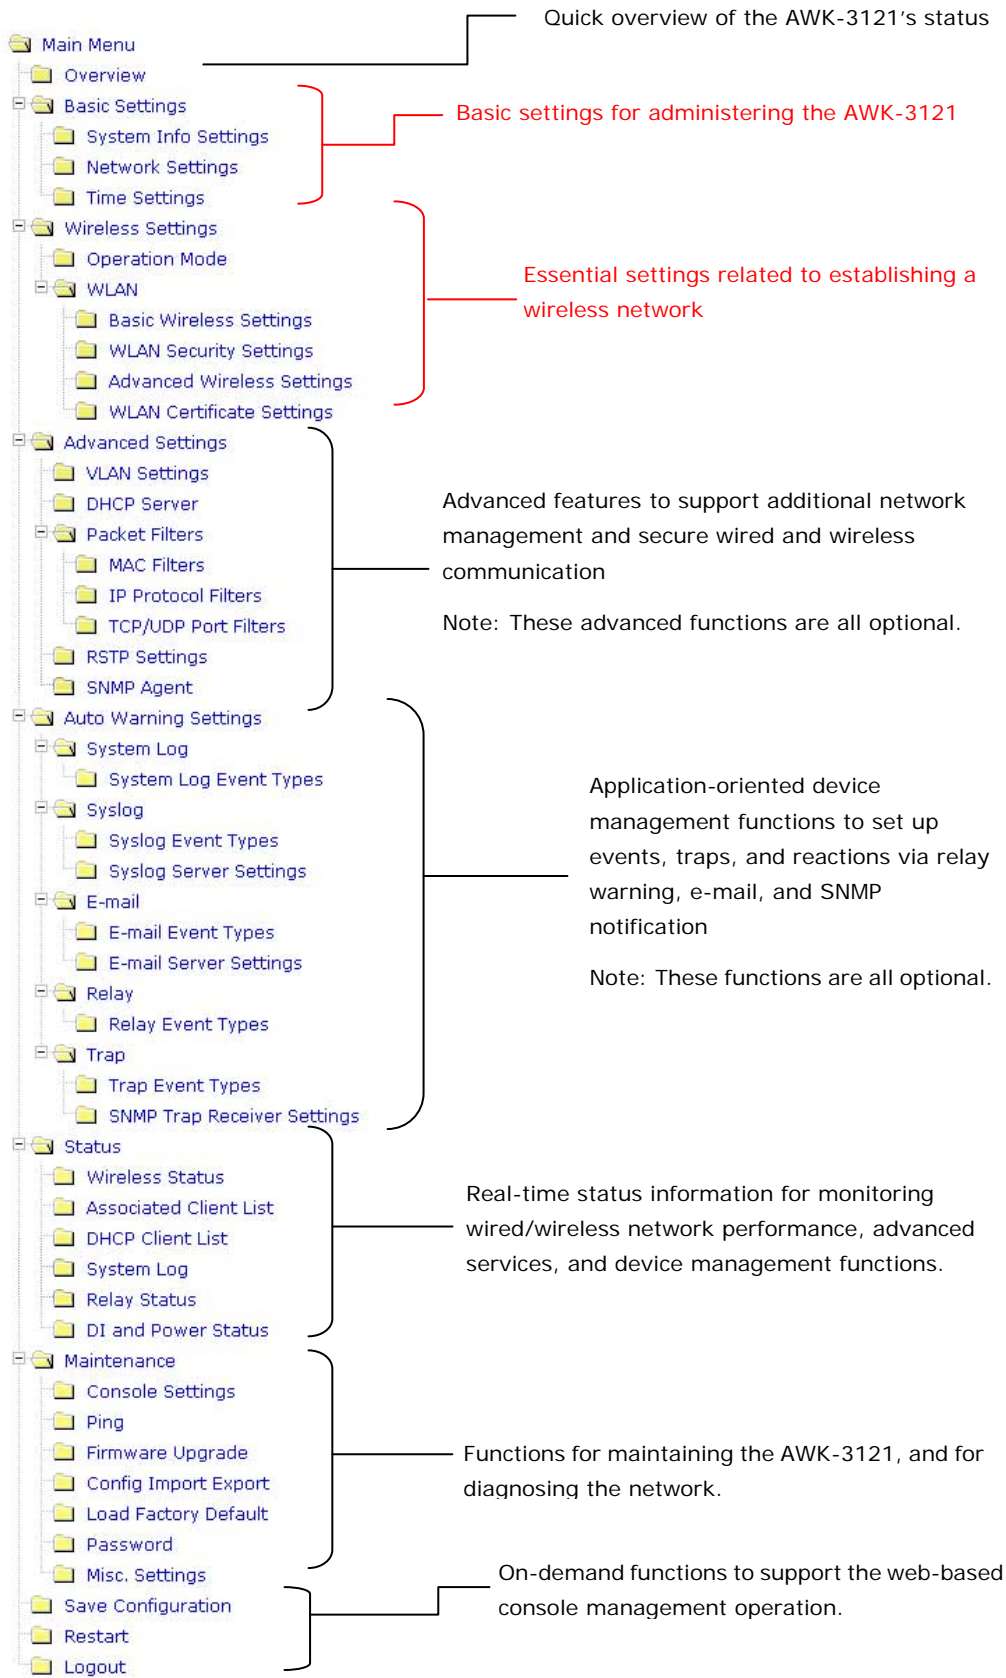 Quick overview of the AWK-3121's status
Main Menu
Overview
Basic Settings
Basic settings for administering the AWK-3121
System Info Settings
Network Settings
Time Settings
Wireless Settings
Operation Mode
Essential settings related to establishing a
wireless network
WLAN
Basic Wireless Settings
WLAN Security Settings
Advanced Wireless Settings
WLAN Certificate Settings
Advanced Settings
VLAN Settings
DHCP Server
Advanced features to support additional network
management and secure wired and wireless
communication
Note: These advanced functions are all optional.
Packet Filters
MAC Filters
IP Protocol Filters
TCP/UDP Port Filters
RSTP Settings
SNMP Agent
Auto Warning Settings
System Log
System Log Event Types
Syslog
Syslog Event Types
Syslog Server Settings
Application-oriented device
management functions to set up
events, traps, and reactions via relay
warning, e-mail, and SNMP
notification
Note: These functions are all optional.
E-mail
E-mail Event Types
E-mail Server Settings
Relay
Relay Event Types
Trap
Trap Event Types
SNMP Trap Receiver Settings
Status
Wireless Status
Associated Client List
DHCP Client List
System Log
Relay Status
DI and Power Status
Real-time status information for monitoring
wired/wireless network performance, advanced
services, and device management functions.
Maintenance
Console Settings
Ping
Firmware Upgrade
Config Import Export
Load Factory Default
Password
Misc. Settings
Functions for maintaining the AWK-3121, and for
diagnosing the network.
Save Configuration
Restart
Logout
On-demand functions to support the web-based
console management operation.